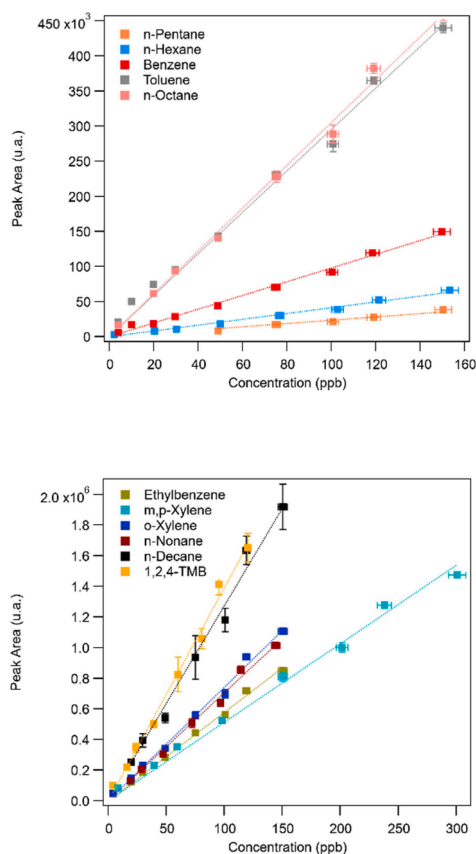 450 x10³
n-Pentane
n-Hexane
Benzene
Toluene
n-Octane
400
350
300
250
200
150
100
50
0
Peak Area (u.a.)
0 20 40 60 80 100 120 140 160
Concentration (ppb)
2.0 x10⁶
Ethylbenzene
m,p-Xylene
o-Xylene
n-Nonane
n-Decane
1,2,4-TMB
1.8
1.6
1.4
1.2
1.0
0.8
0.6
0.4
0.2
0.0
Peak Area (u.a.)
0 50 100 150 200 250 300
Concentration (ppb)